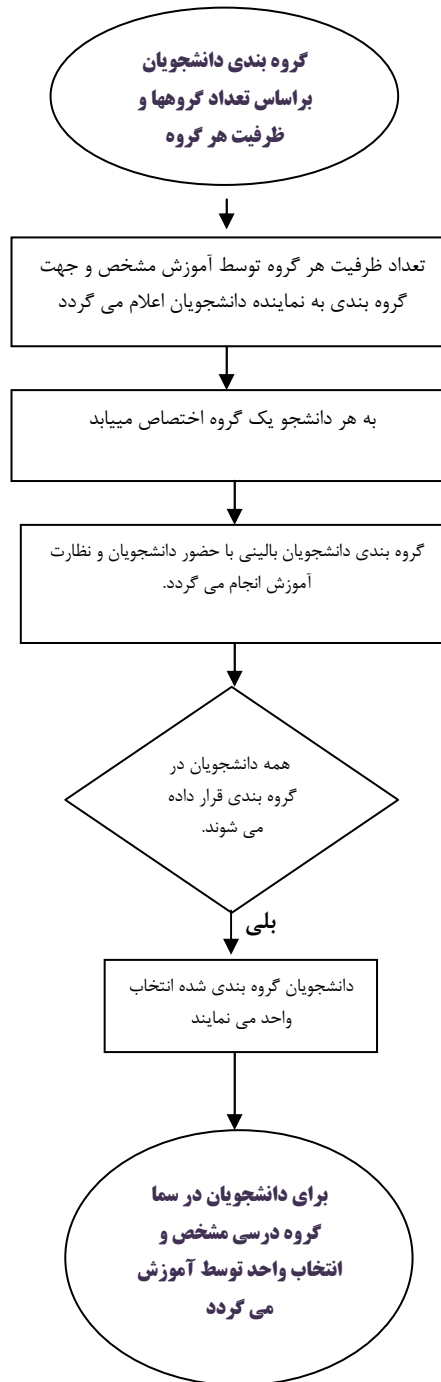 گروه بندی دانشجویان
براساس تعداد گروهها و
ظرفیت هر گروه
تعداد ظرفیت هر گروه توسط آموزش مشخص و جهت
گروه بندی به نماینده دانشجویان اعلام می گردد
به هر دانشجو یک گروه اختصاص مییابد
گروه بندی دانشجویان بالینی با حضور دانشجویان و نظارت
آموزش انجام می گردد.
همه دانشجویان در
گروه بندی قرار داده
می شوند.
بلی
دانشجویان گروه بندی شده انتخاب
واحد می نمایند
برای دانشجویان در سما
گروه درسی مشخص و
انتخاب واحد توسط آموزش
می گردد